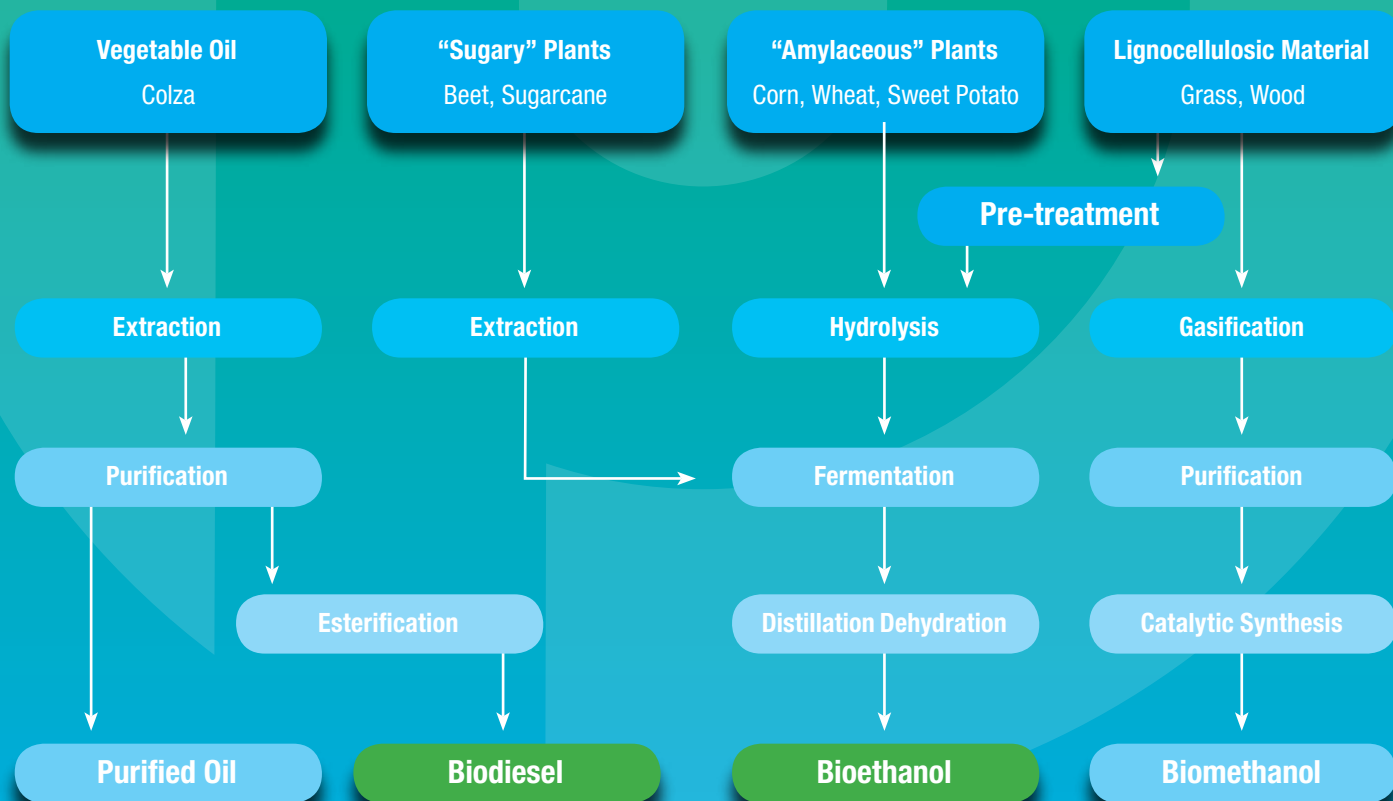 Vegetable Oil
Colza
“Sugary” Plants
Beet, Sugarcane
“Amylaceous” Plants
Corn, Wheat, Sweet Potato
Lignocellulosic Material
Grass, Wood
Pre-treatment
Extraction
Extraction
Hydrolysis
Gasification
Purification
Fermentation
Purification
Esterification
Distillation Dehydration
Catalytic Synthesis
Purified Oil
Biodiesel
Bioethanol
Biomethanol